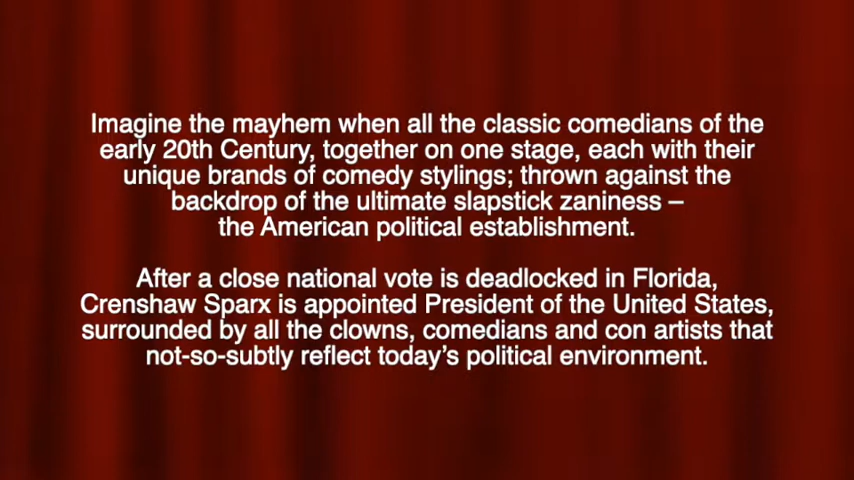 Imagine the mayhem when all the classic comedians of the
early 20th Century, together on one stage, each with their
unique brands of comedy stylings; thrown against the
backdrop of the ultimate slapstick zaniness –
the American political establishment.
After a close national vote is deadlocked in Florida,
Crenshaw Sparx is appointed President of the United States,
surrounded by all the clowns, comedians and con artists that
not-so-subtly reflect today’s political environment.